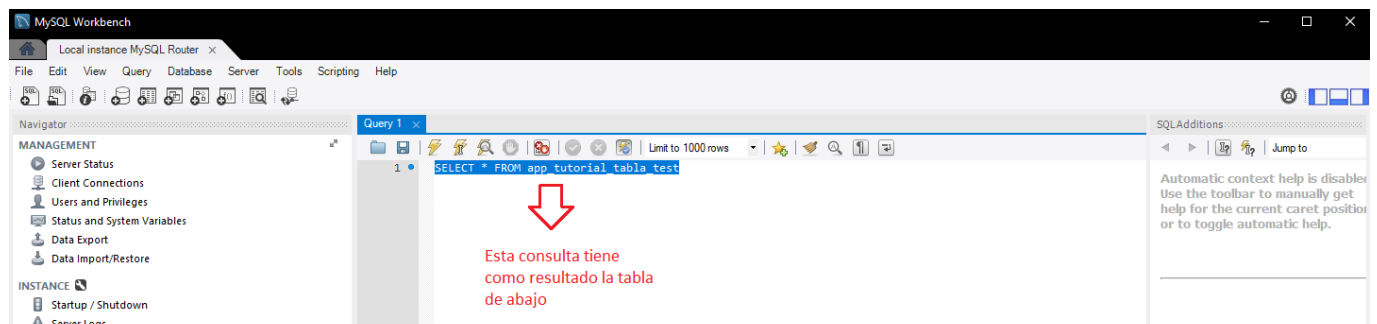 MySQL Workbench
Local instance MySQL Router
File Edit View Query Database Server Tools Scripting Help
Navigator
MANAGEMENT
Server Status
Client Connections
Users and Privileges
Status and System Variables
Data Export
Data Import/Restore
INSTANCE
Startup / Shutdown
Server Logs
Query 1
Limit to 1000 rows
1 SELECT * FROM app_tutorial_tabla_test
Esta consulta tiene
como resultado la tabla
de abajo
SQLAdditions
Jump to
Automatic context help is disabled
Use the toolbar to manually get
help for the current caret position
or to toggle automatic help.